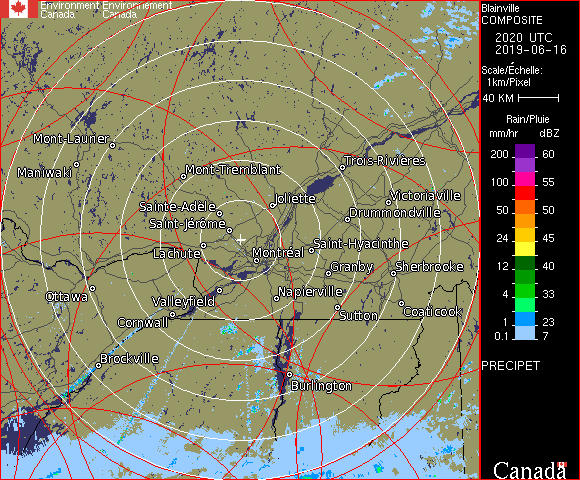 Environment Environnement
Canada Canada
Blainville
COMPOSITE
2020 UTC
2019-06-16
Scale/Échelle:
1km/Pixel
40 KM
Rain/Pluie
mm/hr dBZ
200 60
100 55
50 50
24 45
12 40
4 33
1 23
0.1 7
PRECIPET
Canada
Mont-Laurier
Maniwaki
Mont-Tremblant
Trois-Rivières
Joliette
Victoriaville
Sainte-Adèle
Drummondville
Saint-Jérôme
Saint-Hyacinthe
Lachute
Montréal
Granby
Sherbrooke
Ottawa
Valleyfield
Napierville
Cornwall
Sutton
Coaticook
Brockville
Burlington